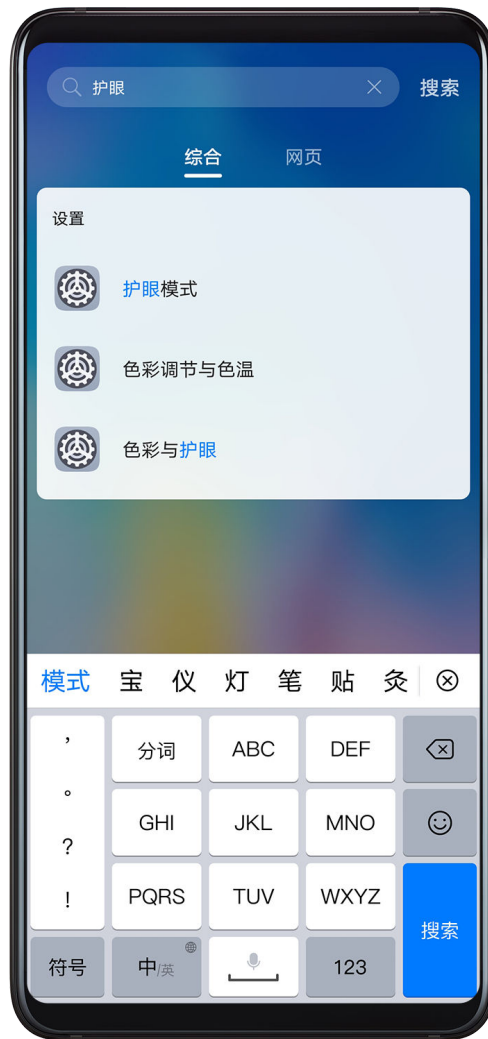 护眼 搜索
综合 网页
设置
护眼模式
色彩调节与色温
色彩与护眼
模式 宝 仪 灯 笔 贴 灸
， 分词 ABC DEF
。
GHI JKL MNO
？
！ PQRS TUV WXYZ
搜索
符号 中/英 123